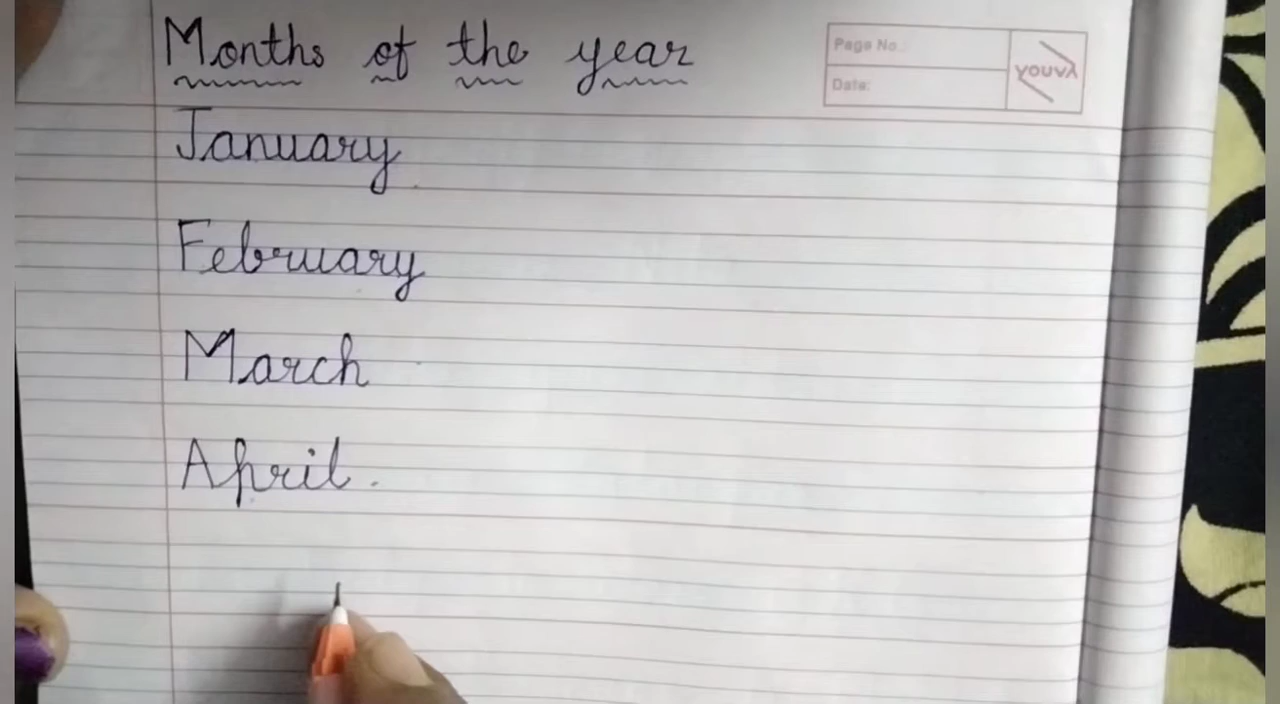 Months of the year
Page No.:
Date:
YOUVA
January
February
March
April.